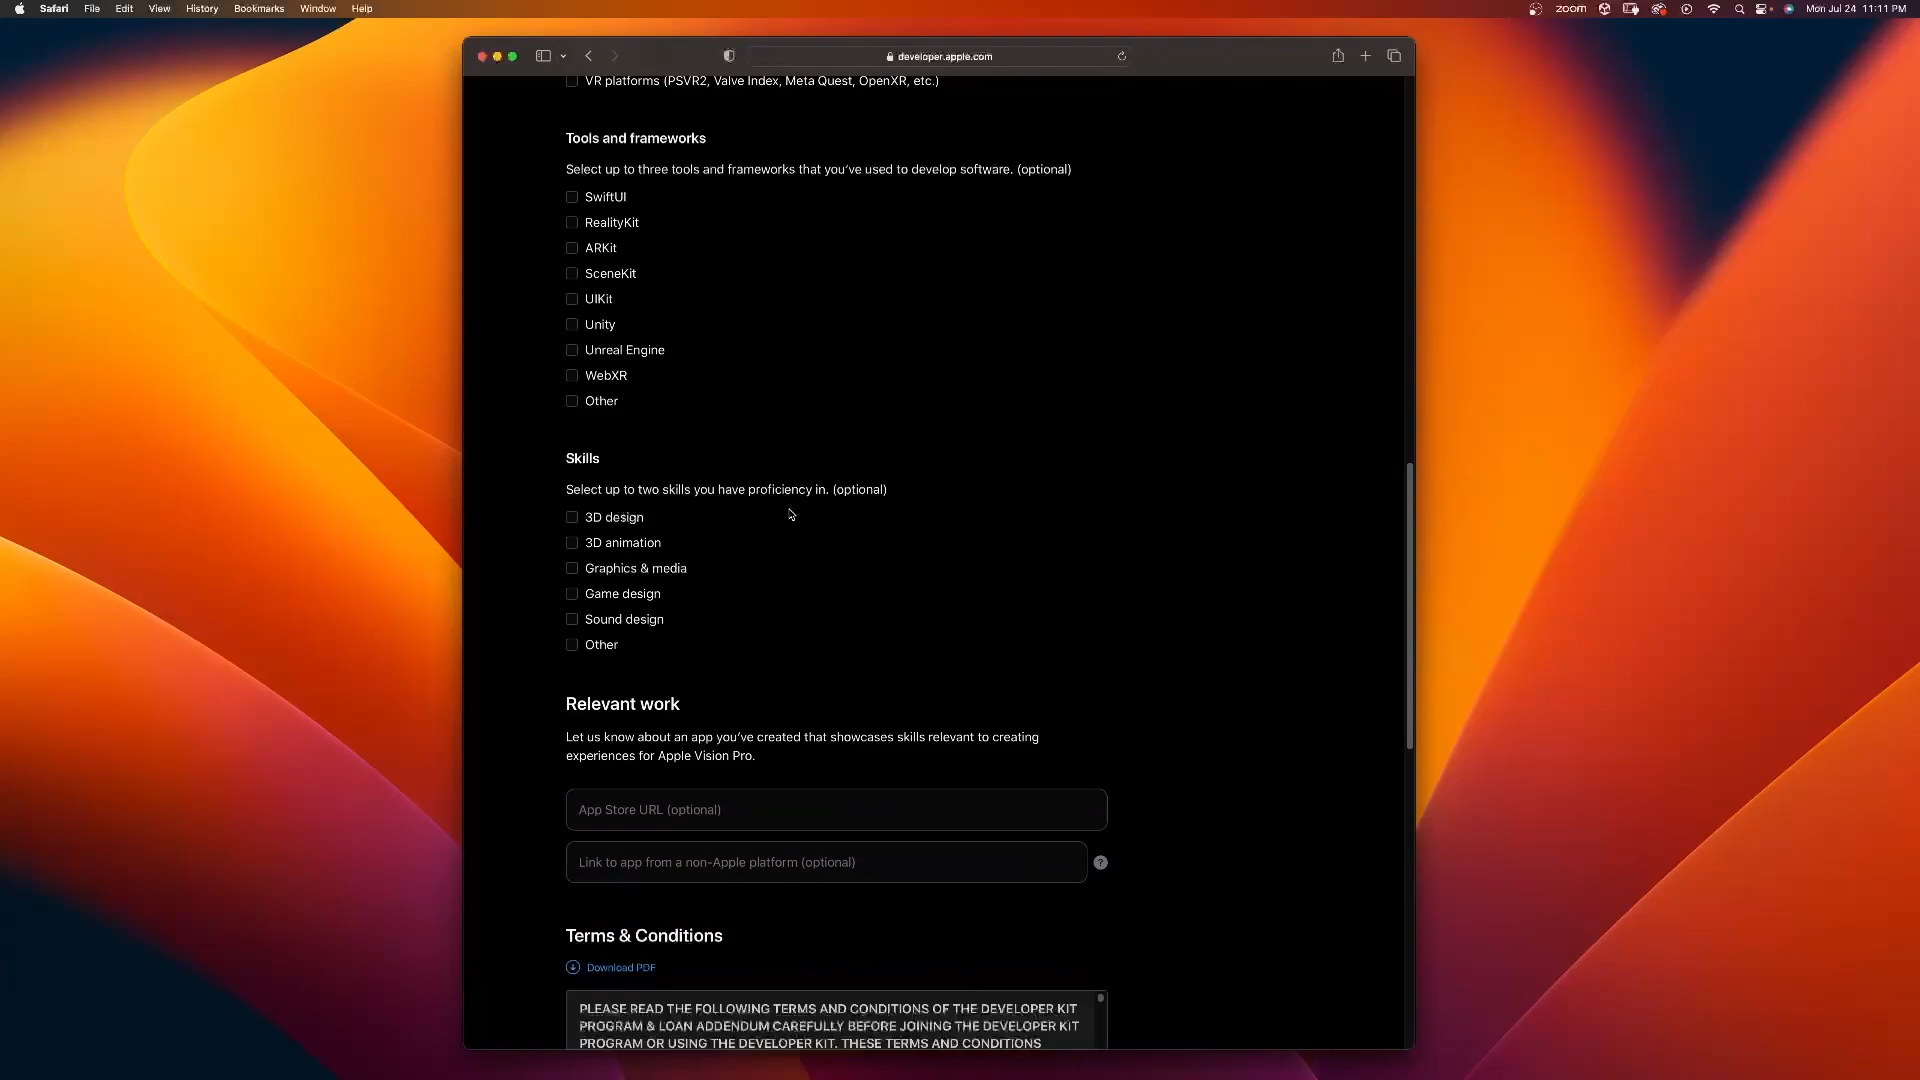 Safari File Edit View History Bookmarks Window Help
zoom Mon Jul 24 11:11 PM
developer.apple.com
VR platforms (PSVR2, Valve Index, Meta Quest, OpenXR, etc.)
Tools and frameworks
Select up to three tools and frameworks that you’ve used to develop software. (optional)
SwiftUI
RealityKit
ARKit
SceneKit
UIKit
Unity
Unreal Engine
WebXR
Other
Skills
Select up to two skills you have proficiency in. (optional)
3D design
3D animation
Graphics & media
Game design
Sound design
Other
Relevant work
Let us know about an app you’ve created that showcases skills relevant to creating
experiences for Apple Vision Pro.
App Store URL (optional)
Link to app from a non-Apple platform (optional)
?
Terms & Conditions
Download PDF
PLEASE READ THE FOLLOWING TERMS AND CONDITIONS OF THE DEVELOPER KIT
PROGRAM & LOAN ADDENDUM CAREFULLY BEFORE JOINING THE DEVELOPER KIT
PROGRAM OR USING THE DEVELOPER KIT. THESE TERMS AND CONDITIONS